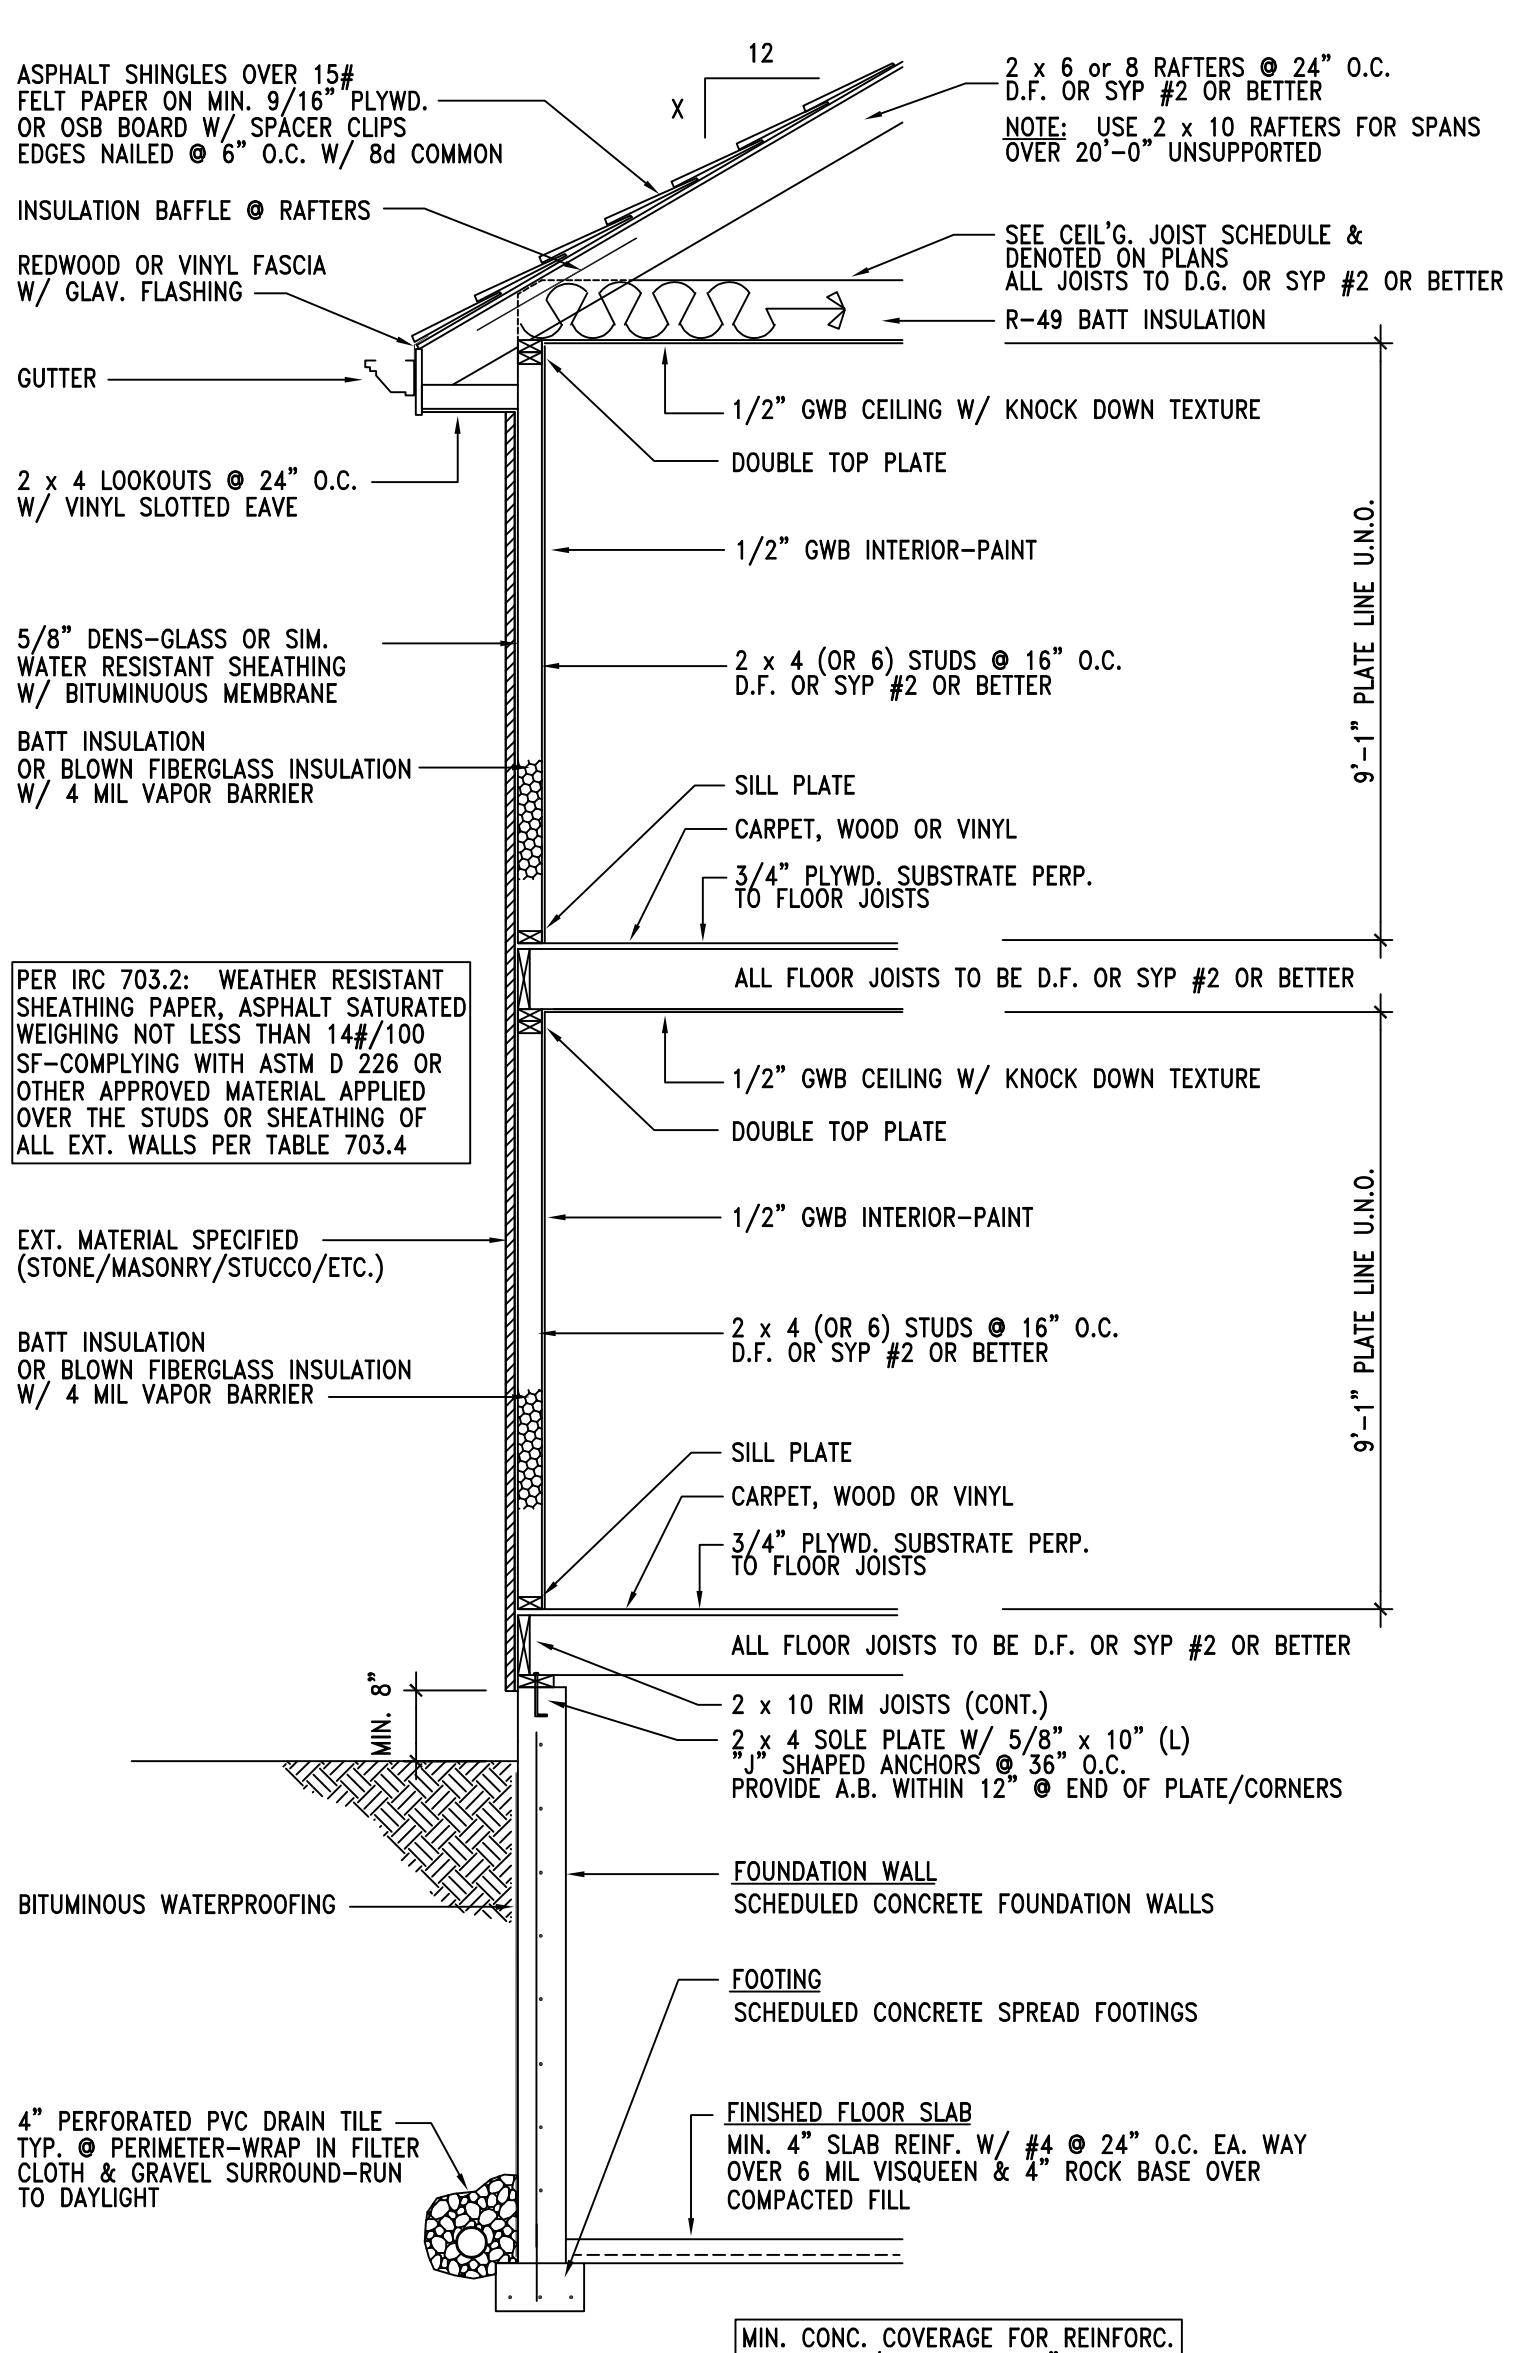 12
X
ASPHALT SHINGLES OVER 15#
FELT PAPER ON MIN. 9/16" PLYWD.
OR OSB BOARD W/ SPACER CLIPS
EDGES NAILED @ 6" O.C. W/ 8d COMMON
INSULATION BAFFLE @ RAFTERS
REDWOOD OR VINYL FASCIA
W/ GLAV. FLASHING
GUTTER
2 x 4 LOOKOUTS @ 24" O.C.
W/ VINYL SLOTTED EAVE
5/8" DENS-GLASS OR SIM.
WATER RESISTANT SHEATHING
W/ BITUMINUOUS MEMBRANE
BATT INSULATION
OR BLOWN FIBERGLASS INSULATION
W/ 4 MIL VAPOR BARRIER
PER IRC 703.2: WEATHER RESISTANT
SHEATHING PAPER, ASPHALT SATURATED
WEIGHING NOT LESS THAN 14#/100
SF-COMPLYING WITH ASTM D 226 OR
OTHER APPROVED MATERIAL APPLIED
OVER THE STUDS OR SHEATHING OF
ALL EXT. WALLS PER TABLE 703.4
EXT. MATERIAL SPECIFIED
(STONE/MASONRY/STUCCO/ETC.)
BATT INSULATION
OR BLOWN FIBERGLASS INSULATION
W/ 4 MIL VAPOR BARRIER
MIN. 8"
BITUMINOUS WATERPROOFING
4" PERFORATED PVC DRAIN TILE
TYP. @ PERIMETER-WRAP IN FILTER
CLOTH & GRAVEL SURROUND-RUN
TO DAYLIGHT
2 x 6 or 8 RAFTERS @ 24" O.C.
D.F. OR SYP #2 OR BETTER
NOTE: USE 2 x 10 RAFTERS FOR SPANS
OVER 20'-0" UNSUPPORTED
SEE CEIL'G. JOIST SCHEDULE &
DENOTED ON PLANS
ALL JOISTS TO D.G. OR SYP #2 OR BETTER
R-49 BATT INSULATION
1/2" GWB CEILING W/ KNOCK DOWN TEXTURE
DOUBLE TOP PLATE
1/2" GWB INTERIOR-PAINT
2 x 4 (OR 6) STUDS @ 16" O.C.
D.F. OR SYP #2 OR BETTER
9'-1" PLATE LINE U.N.O.
SILL PLATE
CARPET, WOOD OR VINYL
3/4" PLYWD. SUBSTRATE PERP.
TO FLOOR JOISTS
ALL FLOOR JOISTS TO BE D.F. OR SYP #2 OR BETTER
1/2" GWB CEILING W/ KNOCK DOWN TEXTURE
DOUBLE TOP PLATE
1/2" GWB INTERIOR-PAINT
2 x 4 (OR 6) STUDS @ 16" O.C.
D.F. OR SYP #2 OR BETTER
9'-1" PLATE LINE U.N.O.
SILL PLATE
CARPET, WOOD OR VINYL
3/4" PLYWD. SUBSTRATE PERP.
TO FLOOR JOISTS
ALL FLOOR JOISTS TO BE D.F. OR SYP #2 OR BETTER
2 x 10 RIM JOISTS (CONT.)
2 x 4 SOLE PLATE W/ 5/8" x 10" (L)
"J" SHAPED ANCHORS @ 36" O.C.
PROVIDE A.B. WITHIN 12" @ END OF PLATE/CORNERS
FOUNDATION WALL
SCHEDULED CONCRETE FOUNDATION WALLS
FOOTING
SCHEDULED CONCRETE SPREAD FOOTINGS
FINISHED FLOOR SLAB
MIN. 4" SLAB REINF. W/ #4 @ 24" O.C. EA. WAY
OVER 6 MIL VISQUEEN & 4" ROCK BASE OVER
COMPACTED FILL
MIN. CONC. COVERAGE FOR REINFORC.